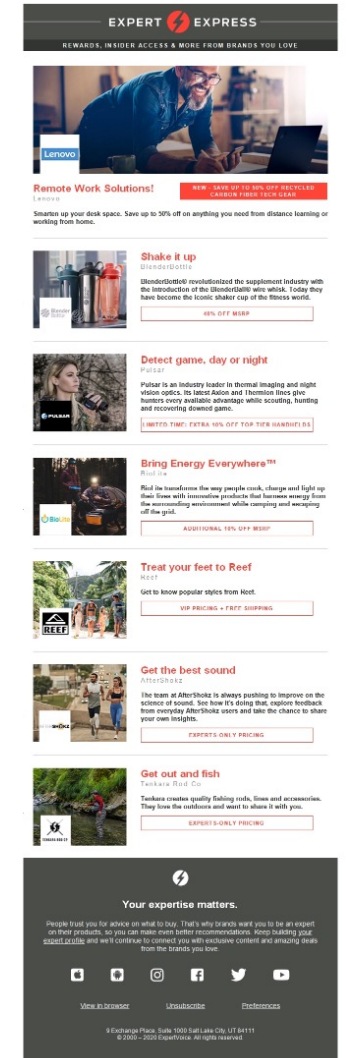 EXPERT EXPRESS
REWARDS, INSIDER ACCESS & MORE FROM BRANDS YOU LOVE
Lenovo
Remote Work Solutions!
Lenovo
NEW - SAVE UP TO 50% OFF RECYCLED
CARBON FIBER TECH GEAR
Smarten up your desk space. Save up to 50% off on anything you need from distance learning or
working from home.
Blender
Bottle
Shake it up
BlenderBottle
BlenderBottle® revolutionized the supplement industry with
the introduction of the BlenderBall® wire whisk. Today they
have become the iconic shaker cup of the fitness world.
40% OFF MSRP
PULSAR
Detect game, day or night
Pulsar
Pulsar is an industry leader in thermal imaging and night
vision optics. Its latest Axion and Thermion lines give
hunters every available advantage while scouting, hunting
and recovering downed game.
LIMITED TIME: EXTRA 10% OFF TOP-TIER HANDHELDS
BioLite
Bring Energy Everywhere™
BioLite
BioLite transforms the way people cook, charge and light up
their lives with innovative products that harness energy from
the surrounding environment while camping and escaping
off the grid.
ADDITIONAL 10% OFF MSRP
REEF
Treat your feet to Reef
Reef
Get to know popular styles from Reef.
VIP PRICING + FREE SHIPPING
AFTERSHOKZ
Get the best sound
AfterShokz
The team at AfterShokz is always pushing to improve on the
science of sound. See how it's doing that, explore feedback
from everyday AfterShokz users and take the chance to share
your own insights.
EXPERTS-ONLY PRICING
TENKARA ROD CO
Get out and fish
Tenkara Rod Co
Tenkara creates quality fishing rods, lines and accessories.
They love the outdoors and want to share it with you.
EXPERTS-ONLY PRICING
Your expertise matters.
People trust you for advice on what to buy. That's why brands want you to be an expert
on their products, so you can make even better recommendations. Keep building your
expert profile and we'll continue to connect you with exclusive content and amazing deals
from the brands you love.
View in browser Unsubscribe Preferences
9 Exchange Place, Suite 1000 Salt Lake City, UT 84111
© 2000 – 2020 ExpertVoice. All rights reserved.